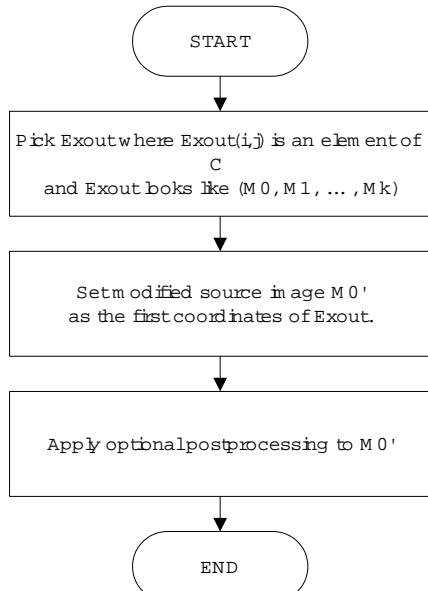 START
Pick Exout where Exout(i,j) is an element of
C
and Exout looks like (M0, M1, ..., Mk)
Set modified source image M0'
as the first coordinates of Exout.
Apply optional postprocessing to M0'
END